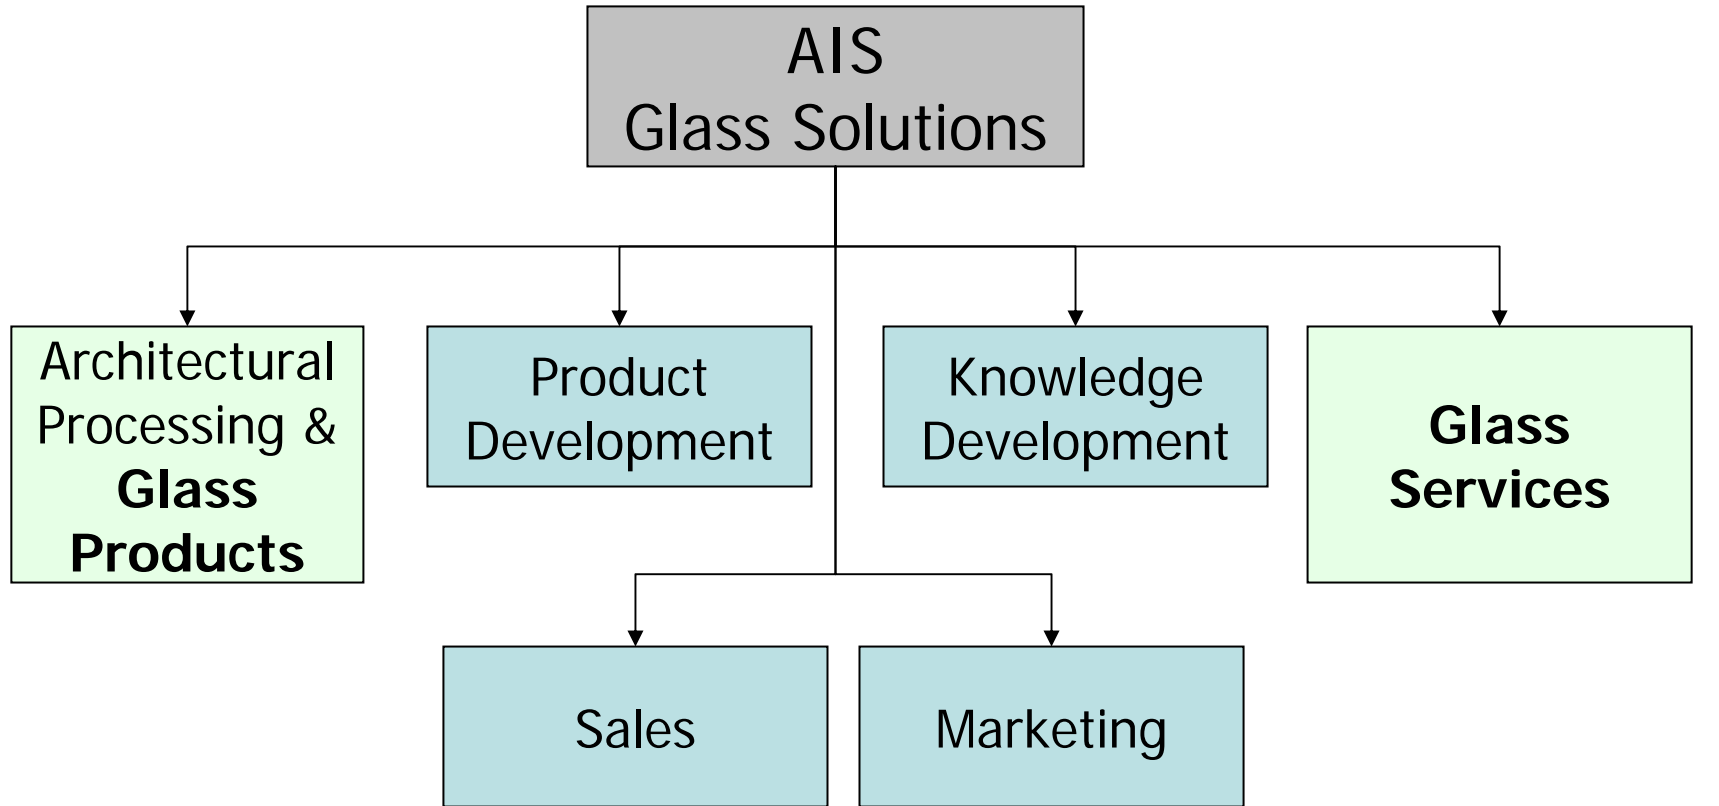 AIS
Glass Solutions
Architectural
Processing &
Glass
Products
Product
Development
Knowledge
Development
Glass
Services
Sales
Marketing